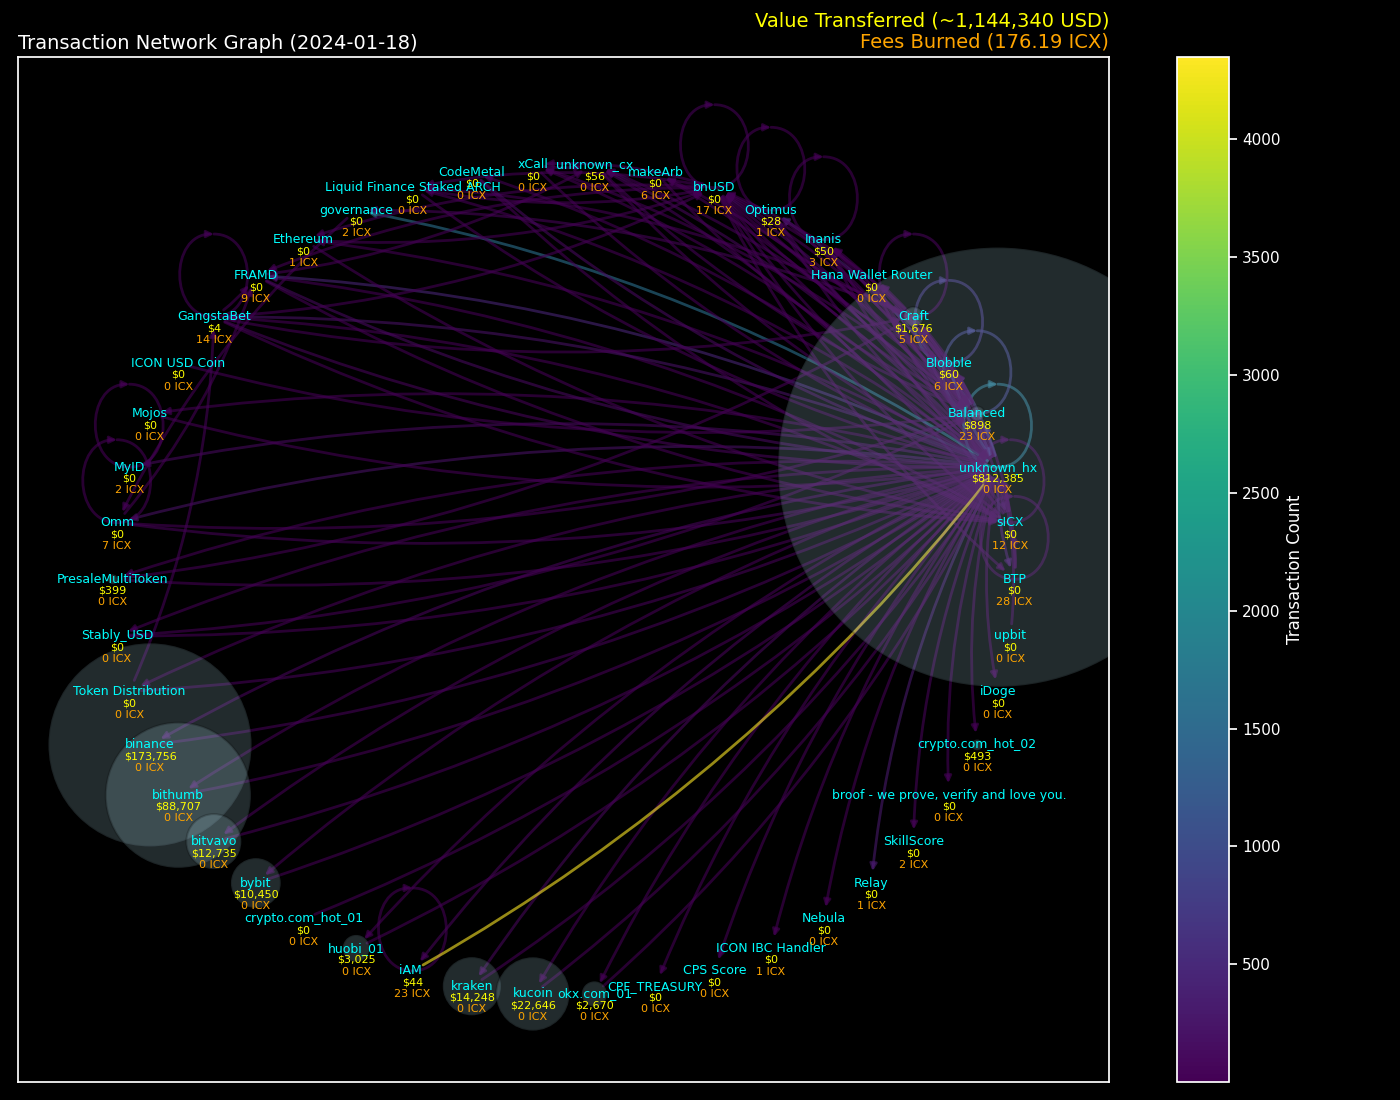 Value Transferred (~1,144,340 USD)
Transaction Network Graph (2024-01-18)
Fees Burned (176.19 ICX)
xCall
$0
0 ICX
unknown_cx
$56
0 ICX
CodeMetal
$0
0 ICX
makeArb
$0
6 ICX
Liquid Finance Staked ARCH
$0
0 ICX
bnUSD
$0
17 ICX
governance
$0
2 ICX
Optimus
$28
1 ICX
Ethereum
$0
1 ICX
Inanis
$50
3 ICX
FRAMD
$0
9 ICX
Hana Wallet Router
$0
0 ICX
GangstaBet
$4
14 ICX
Craft
$1,676
5 ICX
ICON USD Coin
$0
0 ICX
Blobble
$60
6 ICX
Mojos
$0
0 ICX
Balanced
$898
23 ICX
MyID
$0
2 ICX
unknown_hx
$812,385
0 ICX
Omm
$0
7 ICX
sICX
$0
12 ICX
PresaleMultiToken
$399
0 ICX
BTP
$0
28 ICX
Stably_USD
$0
0 ICX
upbit
$0
0 ICX
Token Distribution
$0
0 ICX
iDoge
$0
0 ICX
binance
$173,756
0 ICX
crypto.com_hot_02
$493
0 ICX
bithumb
$88,707
0 ICX
broof - we prove, verify and love you.
$0
0 ICX
bitvavo
$12,735
0 ICX
SkillScore
$0
2 ICX
bybit
$10,450
0 ICX
Relay
$0
1 ICX
crypto.com_hot_01
$0
0 ICX
Nebula
$0
0 ICX
huobi_01
$3,025
0 ICX
ICON IBC Handler
$0
1 ICX
iAM
$44
23 ICX
CPS Score
$0
0 ICX
kraken
$14,248
0 ICX
kucoin
$22,646
0 ICX
okx.com_01
$2,670
0 ICX
CPF_TREASURY
$0
0 ICX
4000
3500
3000
2500
2000
1500
1000
500
Transaction Count